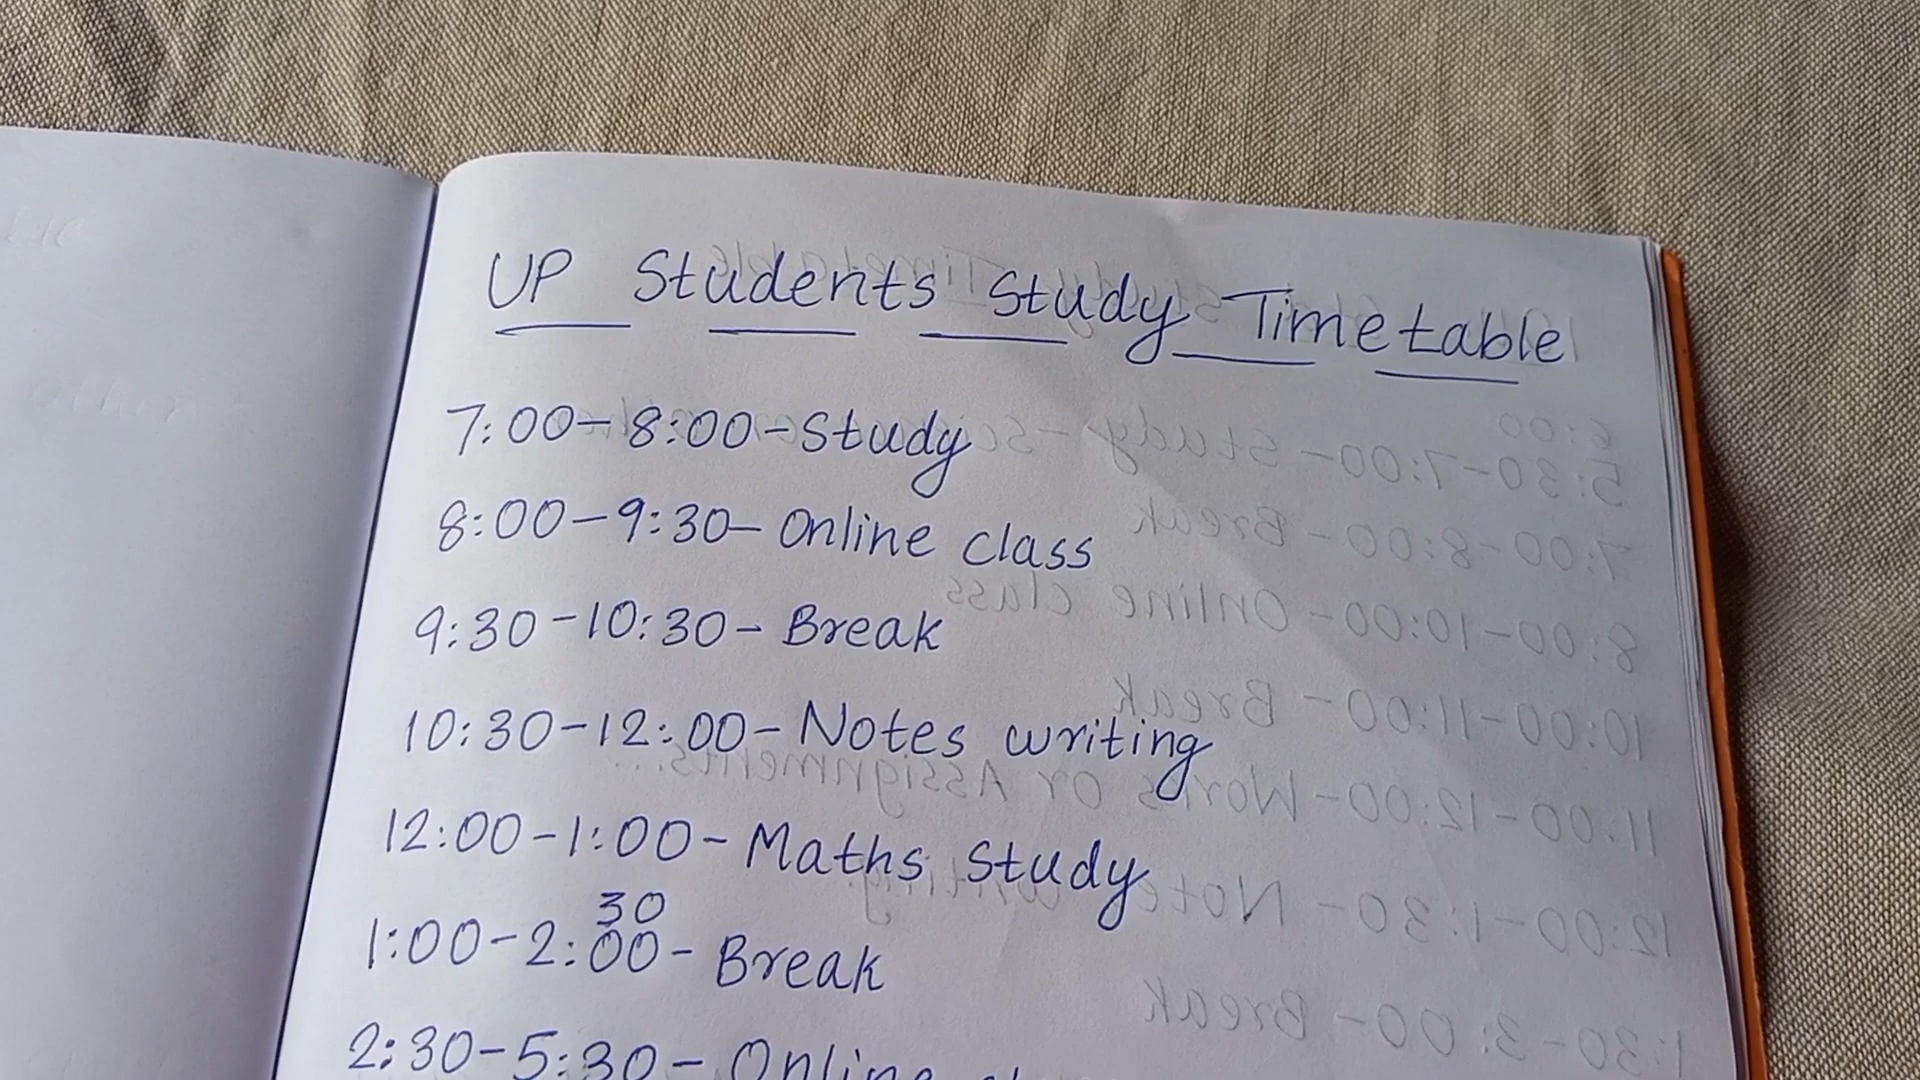 UP Students Study Timetable
7:00-8:00-Study
8:00-9:30-Online class
9:30-10:30-Break
10:30-12:00-Notes writing
12:00-1:00-Maths Study
30
1:00-2:00-Break
2:30-5:30-Online